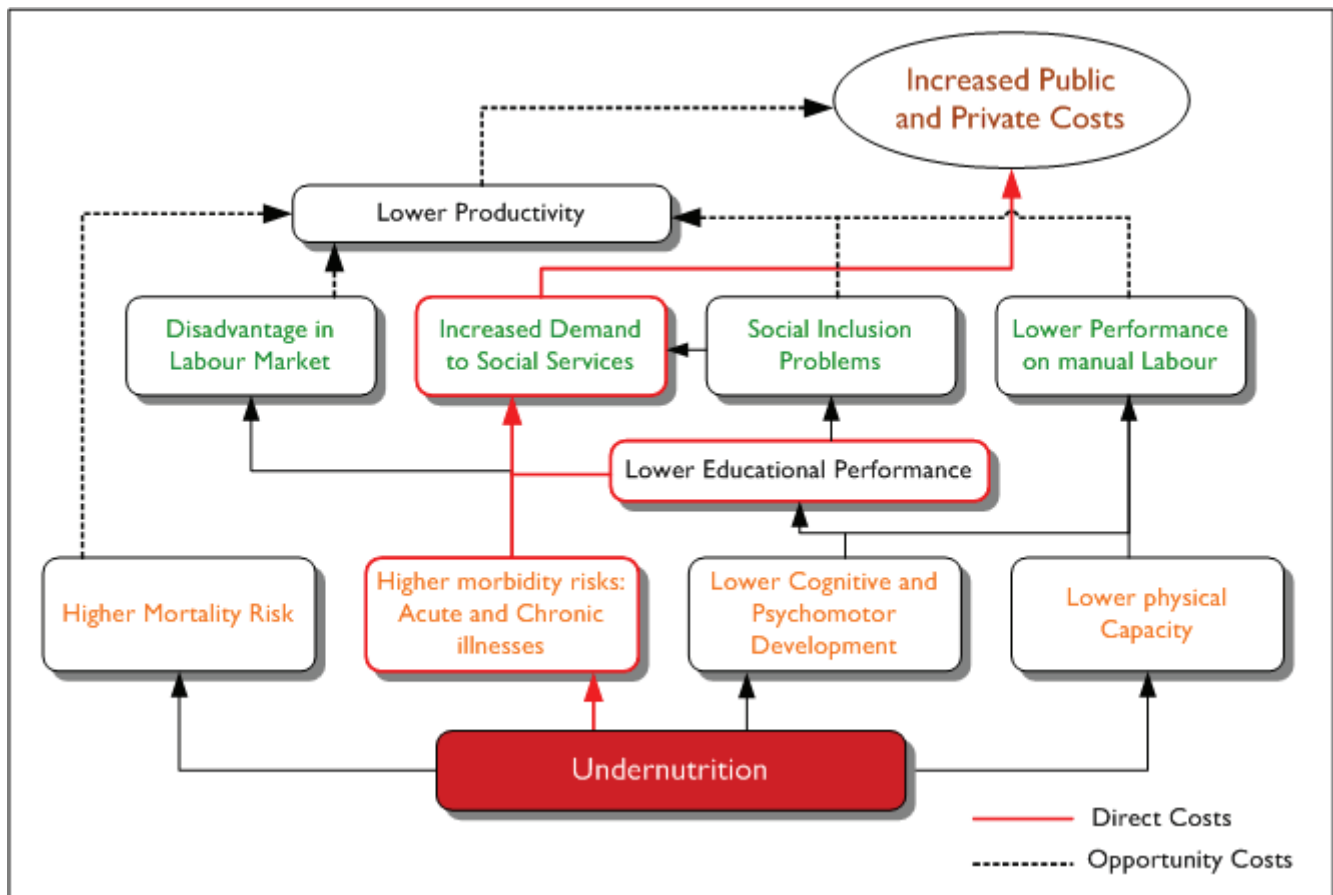 Increased Public
and Private Costs
Lower Productivity
Disadvantage in
Labour Market
Increased Demand
to Social Services
Social Inclusion
Problems
Lower Performance
on manual Labour
Lower Educational Performance
Higher Mortality Risk
Higher morbidity risks:
Acute and Chronic
illnesses
Lower Cognitive and
Psychomotor
Development
Lower physical
Capacity
Undernutrition
Direct Costs
Opportunity Costs